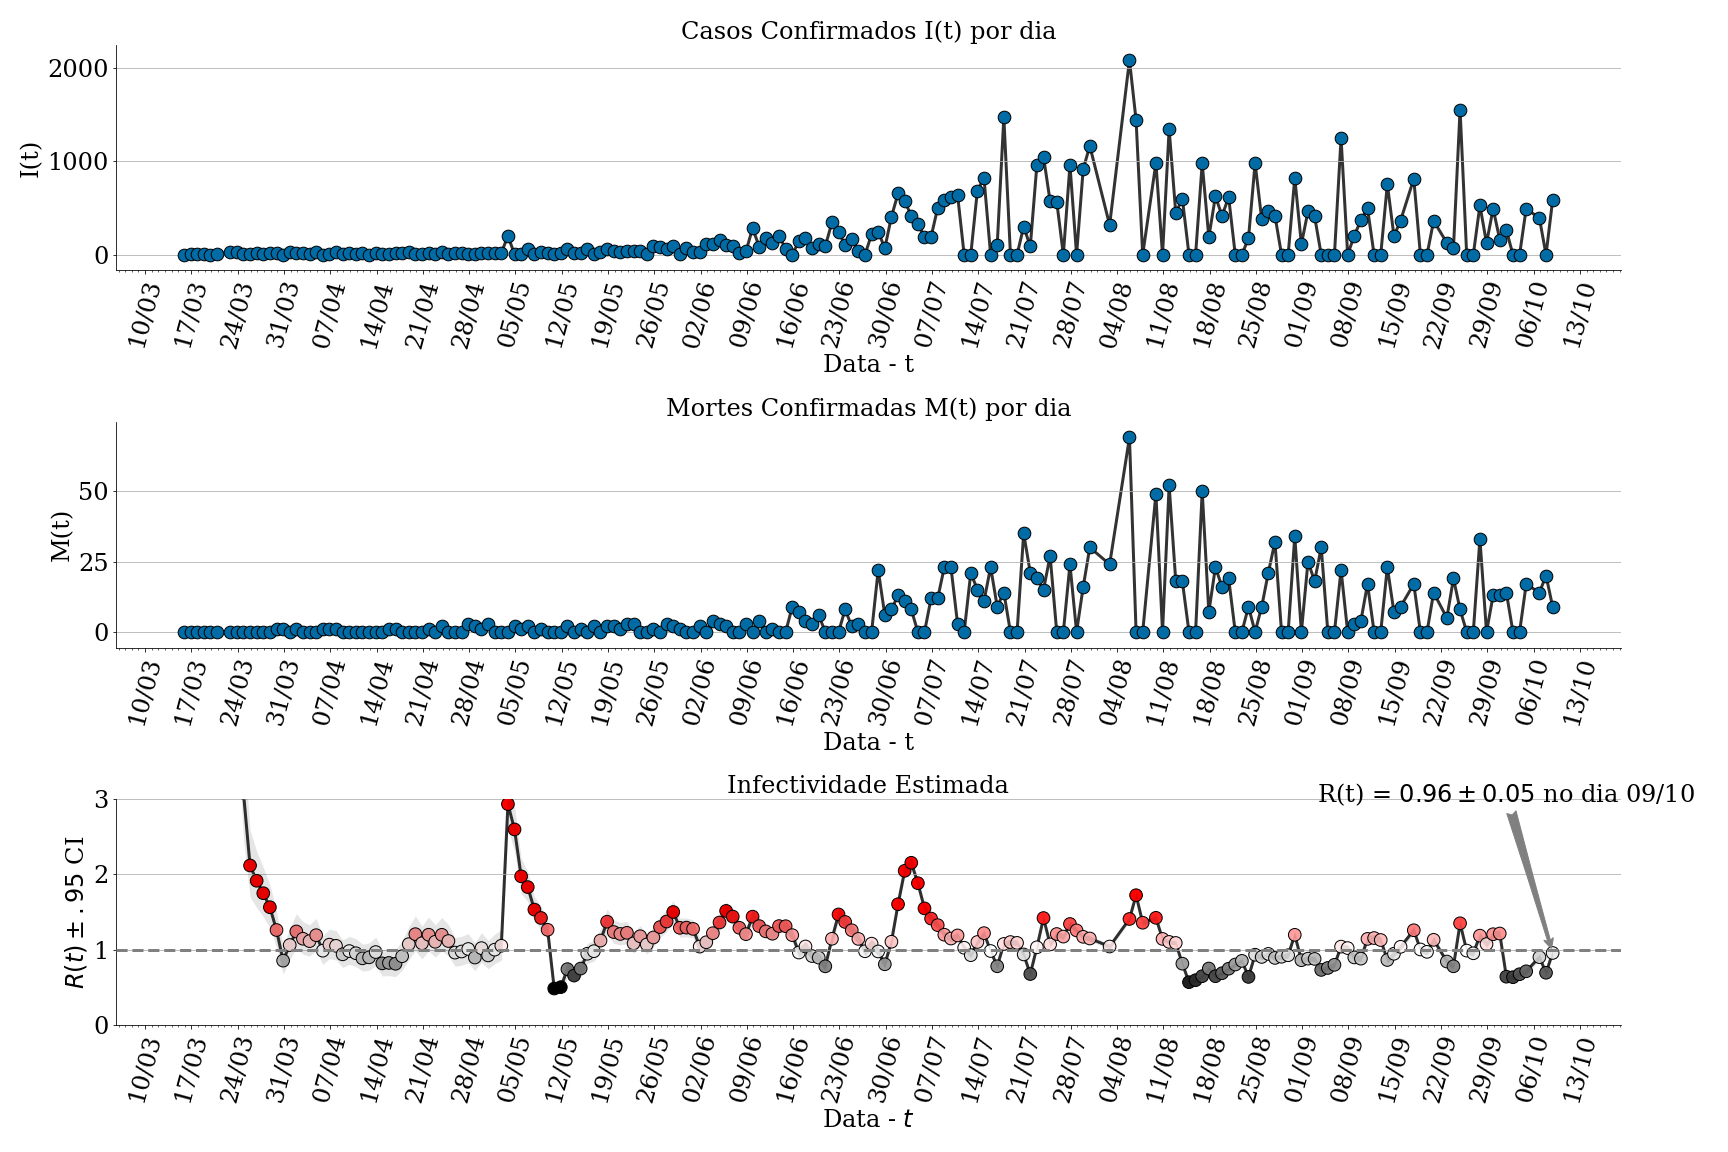 Casos Confirmados I(t) por dia
I(t)
2000
1000
0
10/03 17/03 24/03 31/03 07/04 14/04 21/04 28/04 05/05 12/05 19/05 26/05 02/06 09/06 16/06 23/06 30/06 07/07 14/07 21/07 28/07 04/08 11/08 18/08 25/08 01/09 08/09 15/09 22/09 29/09 06/10 13/10
Data - t
Mortes Confirmadas M(t) por dia
M(t)
50
25
0
10/03 17/03 24/03 31/03 07/04 14/04 21/04 28/04 05/05 12/05 19/05 26/05 02/06 09/06 16/06 23/06 30/06 07/07 14/07 21/07 28/07 04/08 11/08 18/08 25/08 01/09 08/09 15/09 22/09 29/09 06/10 13/10
Data - t
Infectividade Estimada
R(t) = 0.96 ± 0.05 no dia 09/10
R(t) ± .95 CI
3
2
1
0
10/03 17/03 24/03 31/03 07/04 14/04 21/04 28/04 05/05 12/05 19/05 26/05 02/06 09/06 16/06 23/06 30/06 07/07 14/07 21/07 28/07 04/08 11/08 18/08 25/08 01/09 08/09 15/09 22/09 29/09 06/10 13/10
Data - t